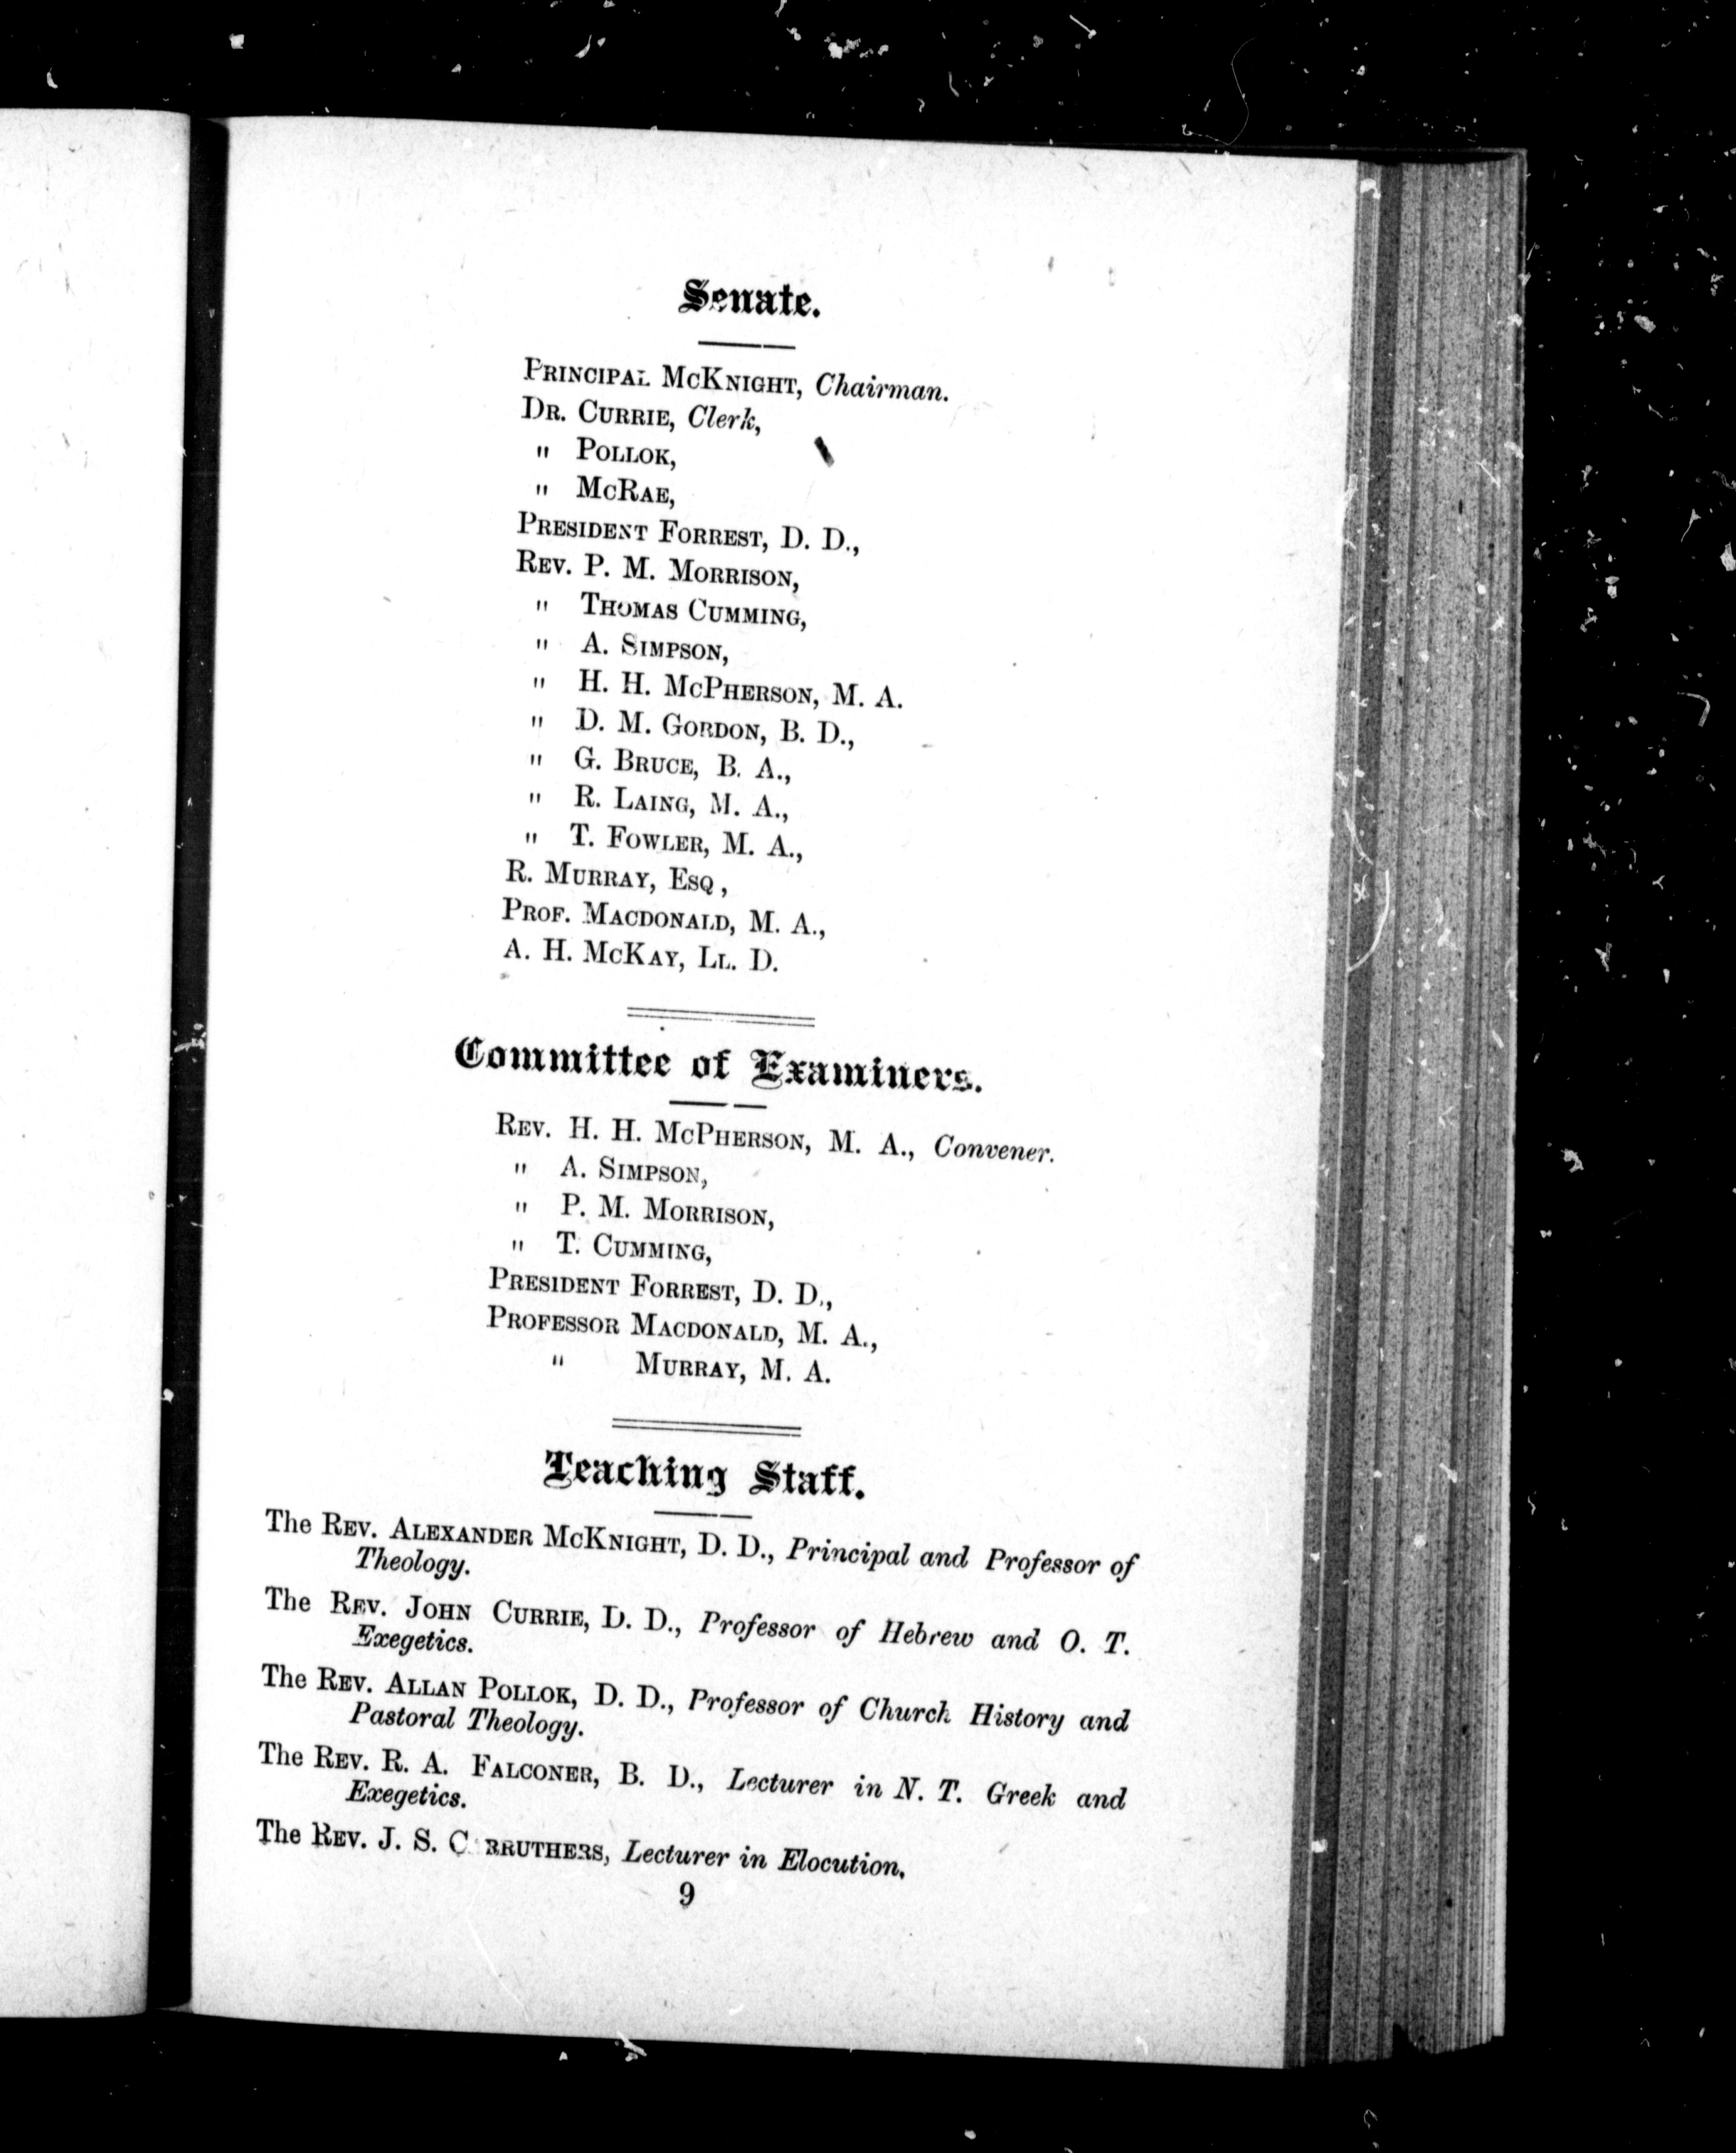 Senate.
PRINCIPAL MCKNIGHT, Chairman.
DR. CURRIE, Clerk,
" POLLOK,
" MCRAE,
PRESIDENT FORREST, D. D.,
REV. P. M. MORRISON,
" THOMAS CUMMING,
" A. SIMPSON,
" H. H. MCPHERSON, M. A.
" D. M. GORDON, B. D.,
" G. BRUCE, B. A.,
" R. LAING, M. A.,
" T. FOWLER, M. A.,
R. MURRAY, ESQ,
PROF. MACDONALD, M. A.,
A. H. MCKAY, LL. D.
Committee of Examiners.
REV. H. H. MCPHERSON, M. A., Convener.
" A. SIMPSON,
" P. M. MORRISON,
" T. CUMMING,
PRESIDENT FORREST, D. D.,
PROFESSOR MACDONALD, M. A.,
" MURRAY, M. A.
Teaching Staff.
The REV. ALEXANDER MCKNIGHT, D. D., Principal and Professor of
Theology.
The REV. JOHN CURRIE, D. D., Professor of Hebrew and O. T.
Exegetics.
The REV. ALLAN POLLOK, D. D., Professor of Church History and
Pastoral Theology.
The REV. R. A. FALCONER, B. D., Lecturer in N. T. Greek and
Exegetics.
The REV. J. S. CARRUTHERS, Lecturer in Elocution.
9